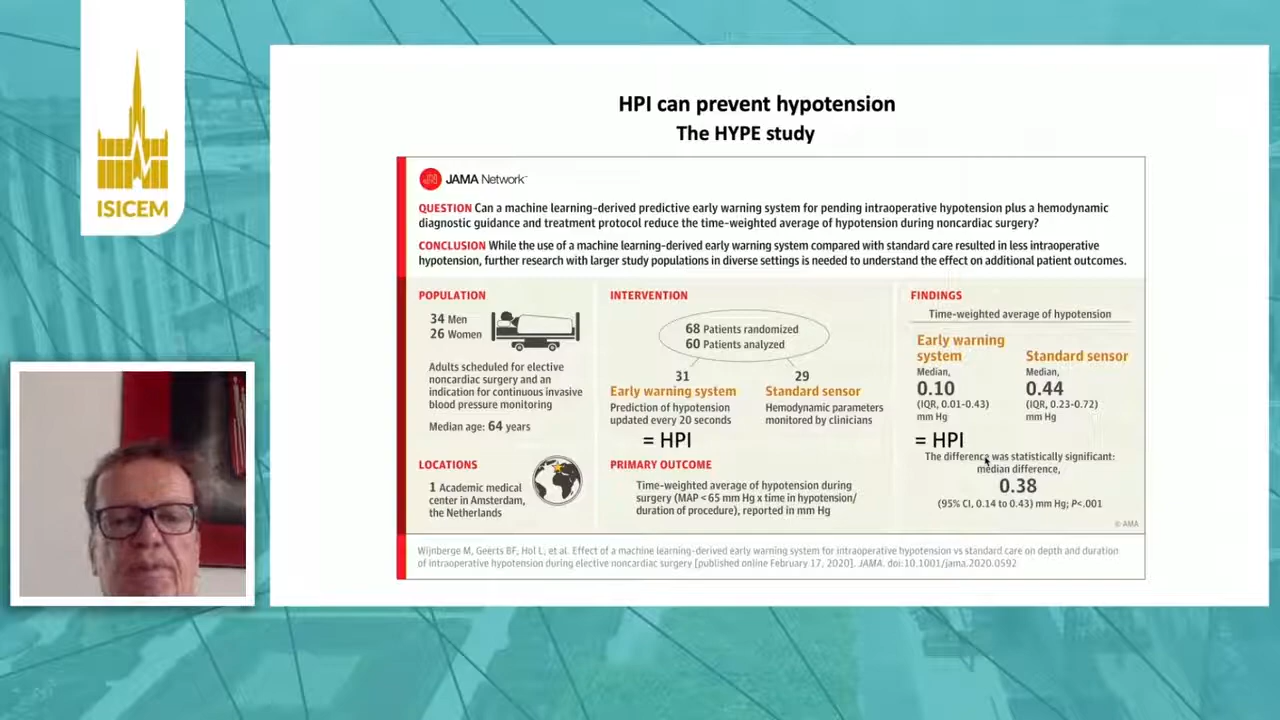 ISICEM
HPI can prevent hypotension
The HYPE study
JAMA Network™
QUESTION Can a machine learning-derived predictive early warning system for pending intraoperative hypotension plus a hemodynamic
diagnostic guidance and treatment protocol reduce the time-weighted average of hypotension during noncardiac surgery?
CONCLUSION While the use of a machine learning-derived early warning system compared with standard care resulted in less intraoperative
hypotension, further research with larger study populations in diverse settings is needed to understand the effect on additional patient outcomes.
POPULATION
34 Men
26 Women
Adults scheduled for elective
noncardiac surgery and an
indication for continuous invasive
blood pressure monitoring
Median age: 64 years
LOCATIONS
1 Academic medical
center in Amsterdam,
the Netherlands
INTERVENTION
68 Patients randomized
60 Patients analyzed
31
Early warning system
Prediction of hypotension
updated every 20 seconds
= HPI
29
Standard sensor
Hemodynamic parameters
monitored by clinicians
PRIMARY OUTCOME
Time-weighted average of hypotension during
surgery (MAP <65 mm Hg x time in hypotension/
duration of procedure), reported in mm Hg
FINDINGS
Time-weighted average of hypotension
Early warning
system
Median,
0.10
(IQR, 0.01-0.43)
mm Hg
= HPI
Standard sensor
Median,
0.44
(IQR, 0.23-0.72)
mm Hg
The difference was statistically significant:
median difference,
0.38
(95% CI, 0.14 to 0.43) mm Hg; P<.001
© AMA
Wijnberge M, Geerts BF, Hol L, et al. Effect of a machine learning-derived early warning system for intraoperative hypotension vs standard care on depth and duration
of intraoperative hypotension during elective noncardiac surgery [published online February 17, 2020]. JAMA. doi:10.1001/jama.2020.0592